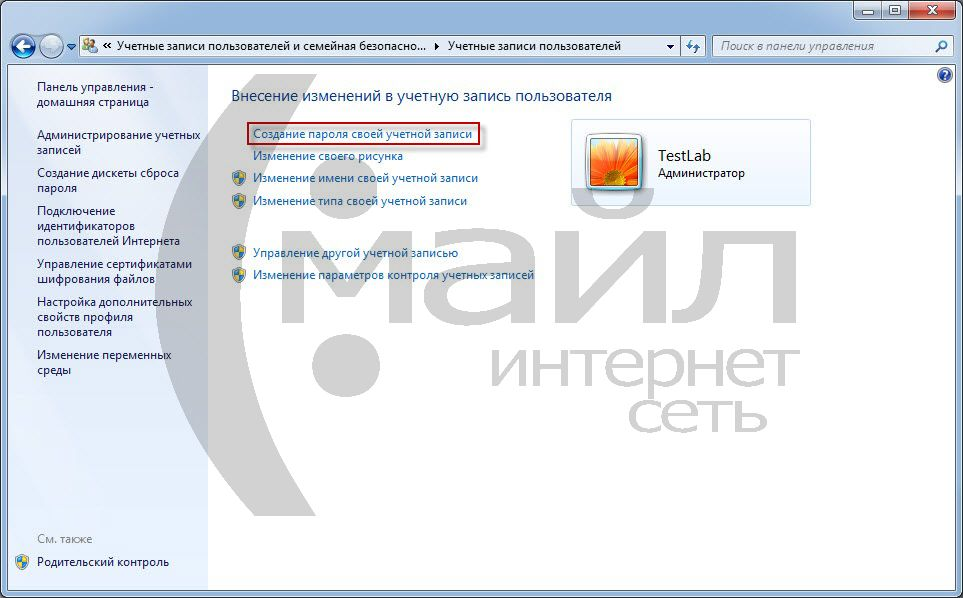 « Учетные записи пользователей и семейная безопасно... ▸ Учетные записи пользователей
Поиск в панели управления
Панель управления -
домашняя страница
Администрирование учетных
записей
Создание дискеты сброса
пароля
Подключение
идентификаторов
пользователей Интернета
Управление сертификатами
шифрования файлов
Настройка дополнительных
свойств профиля
пользователя
Изменение переменных
среды
См. также
Родительский контроль
Внесение изменений в учетную запись пользователя
Создание пароля своей учетной записи
Изменение своего рисунка
Изменение имени своей учетной записи
Изменение типа своей учетной записи
Управление другой учетной записью
Изменение параметров контроля учетных записей
TestLab
Администратор
(:майл
интернет
сеть